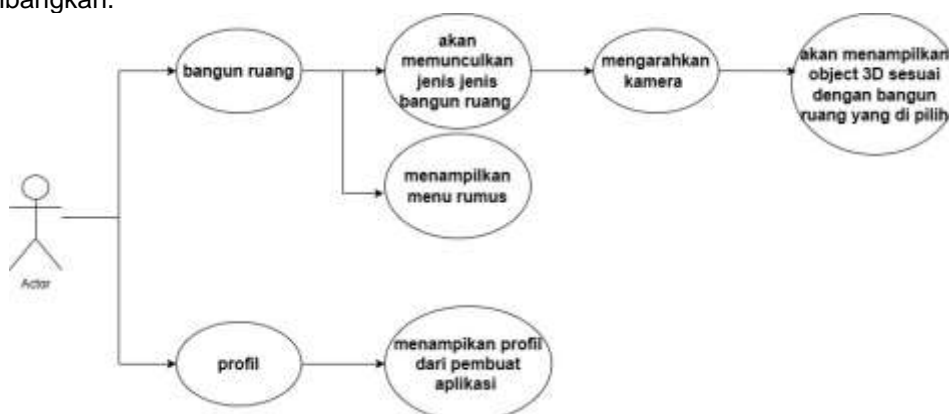 mbangkan.
bangun ruang
akan
memunculkan
jenis jenis
bangun ruang
mengarahkan
kamera
akan menampilkan
object 3D sesuai
dengan bangun
ruang yang di pilih
menampilkan
menu rumus
Actor
profil
menampikan profil
dari pembuat
aplikasi